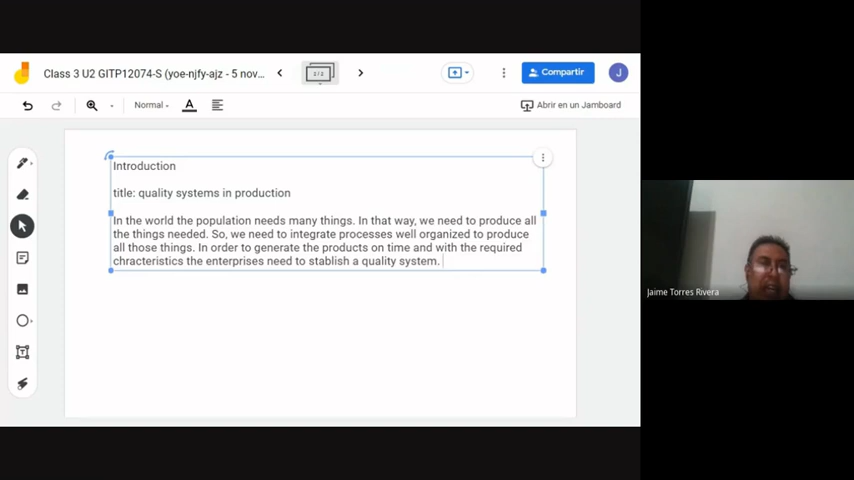 Class 3 U2 GITP12074-S (yoe-njfy-ajz - 5 nov...
Compartir
J
Normal
Abrir en un Jamboard
Introduction
title: quality systems in production
In the world the population needs many things. In that way, we need to produce all
the things needed. So, we need to integrate processes well organized to produce
all those things. In order to generate the products on time and with the required
chracteristics the enterprises need to stablish a quality system.
Jaime Torres Rivera